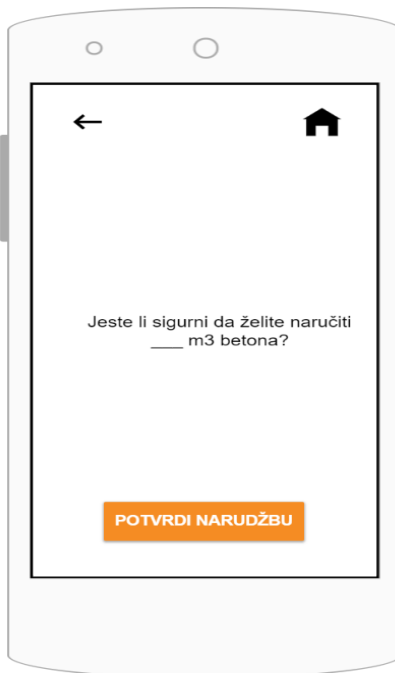 Jeste li sigurni da želite naručiti
___ m3 betona?
POTVRDI NARUDŽBU